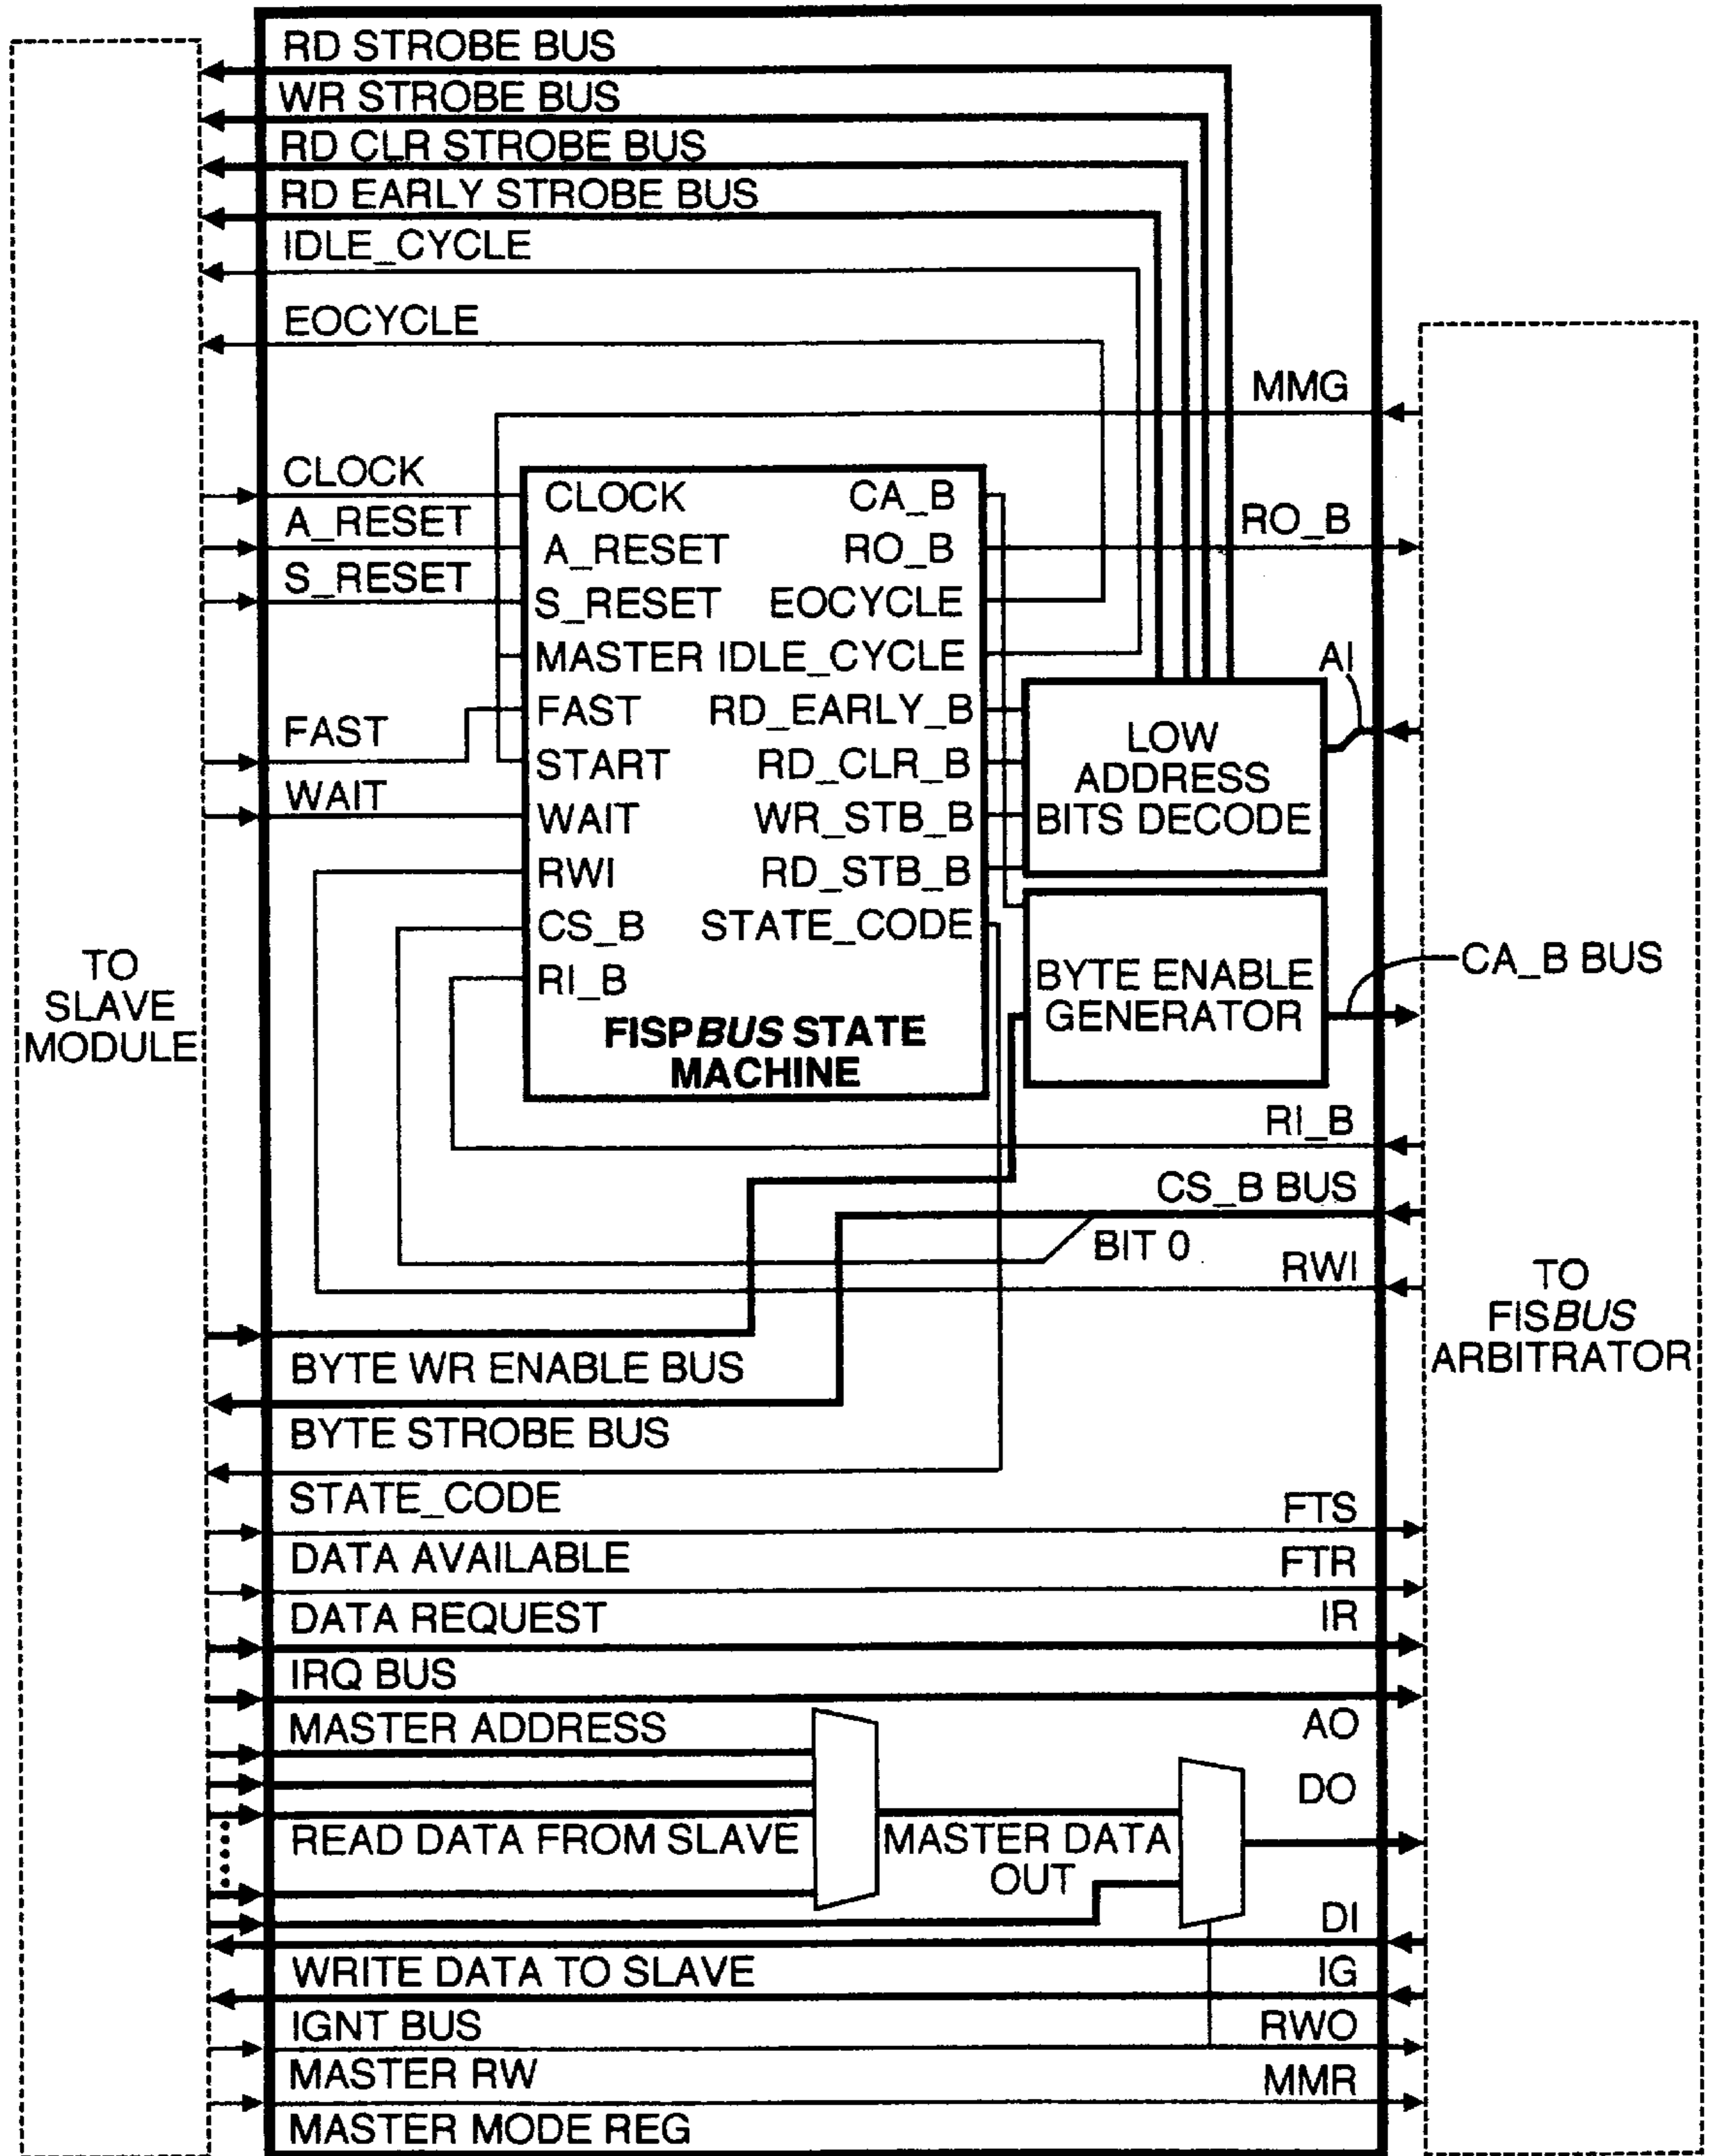 RD STROBE BUS
WR STROBE BUS
RD CLR STROBE BUS
RD EARLY STROBE BUS
IDLE_CYCLE
EOCYCLE
MMG
CLOCK
A_RESET
S_RESET
FAST
WAIT
CLOCK CA_B
A_RESET RO_B
S_RESET EOCYCLE
MASTER IDLE_CYCLE
FAST RD_EARLY_B
START RD_CLR_B
WAIT WR_STB_B
RWI RD_STB_B
CS_B STATE_CODE
RI_B
FISPBUS STATE
MACHINE
RO_B
AI
LOW
ADDRESS
BITS DECODE
BYTE ENABLE
GENERATOR
CA_B BUS
TO
SLAVE
MODULE
RI_B
CS_B BUS
BIT 0
RWI
TO
FISBUS
ARBITRATOR
BYTE WR ENABLE BUS
BYTE STROBE BUS
STATE_CODE
FTS
DATA AVAILABLE
FTR
DATA REQUEST
IR
IRQ BUS
MASTER ADDRESS
AO
DO
READ DATA FROM SLAVE
MASTER DATA
OUT
DI
WRITE DATA TO SLAVE
IG
IGNT BUS
RWO
MASTER RW
MMR
MASTER MODE REG